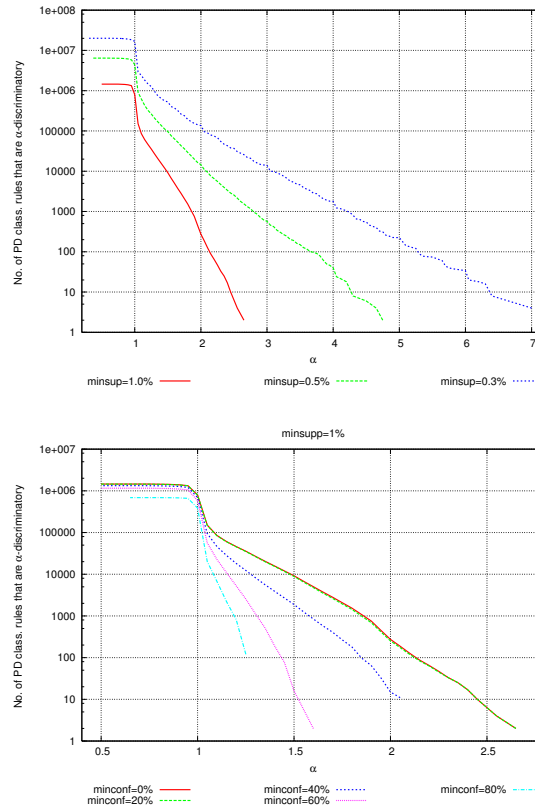 1e+008
1e+007
1e+006
100000
10000
1000
100
10
1
No. of PD class. rules that are α-discriminatory
1 2 3 4 5 6 7
α
minsup=1.0% minsup=0.5% minsup=0.3%
minsupp=1%
1e+007
1e+006
100000
10000
1000
100
10
1
No. of PD class. rules that are α-discriminatory
0.5 1 1.5 2 2.5
α
minconf=0% minconf=40% minconf=80%
minconf=20% minconf=60%